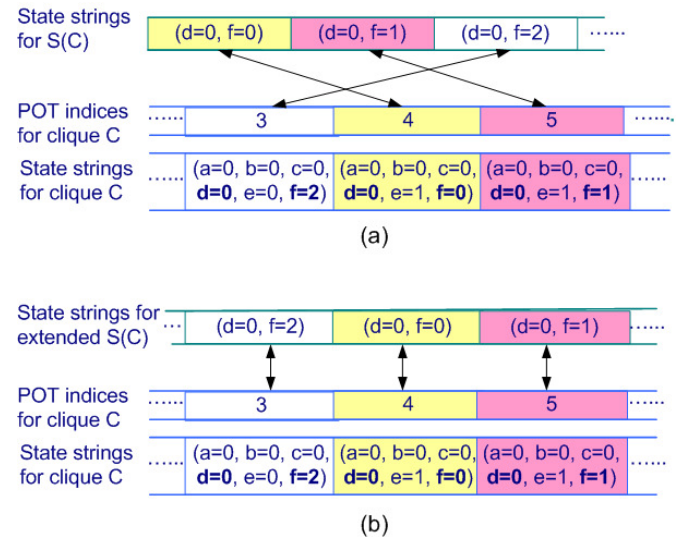 State strings
for S(C)
(d=0, f=0) (d=0, f=1) (d=0, f=2) ······
POT indices
for clique C
······ 3 4 5 ······
State strings
for clique C
······ (a=0, b=0, c=0, (a=0, b=0, c=0, (a=0, b=0, c=0, ······
d=0, e=0, f=2) d=0, e=1, f=0) d=0, e=1, f=1)
(a)
State strings for
extended S(C)
··· (d=0, f=2) (d=0, f=0) (d=0, f=1) ······
POT indices
for clique C
······ 3 4 5 ······
State strings
for clique C
······ (a=0, b=0, c=0, (a=0, b=0, c=0, (a=0, b=0, c=0, ······
d=0, e=0, f=2) d=0, e=1, f=0) d=0, e=1, f=1)
(b)